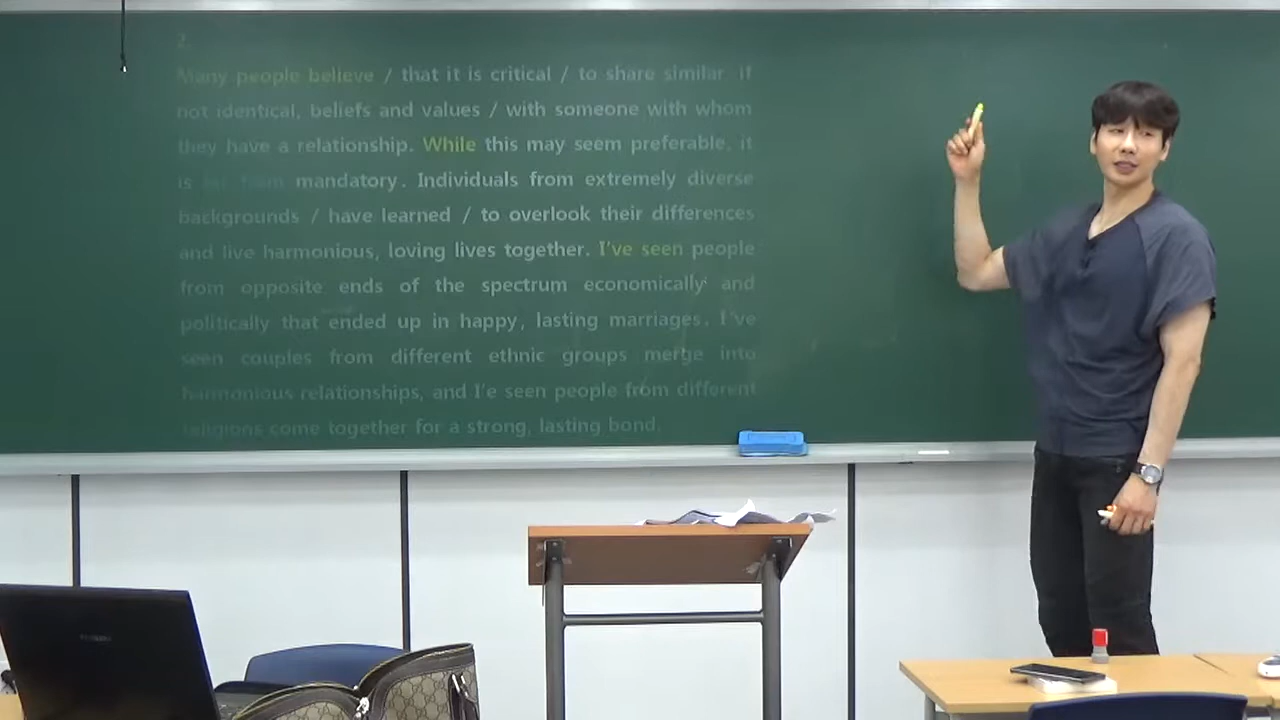 2.
Many people believe / that it is critical / to share similar if
not identical, beliefs and values / with someone with whom
they have a relationship. While this may seem preferable, it
is far from mandatory. Individuals from extremely diverse
backgrounds / have learned / to overlook their differences
and live harmonious, loving lives together. I've seen people
from opposite ends of the spectrum economically and
politically that ended up in happy, lasting marriages. I've
seen couples from different ethnic groups merge into
harmonious relationships, and I'e seen people from different
religions come together for a strong, lasting bond.